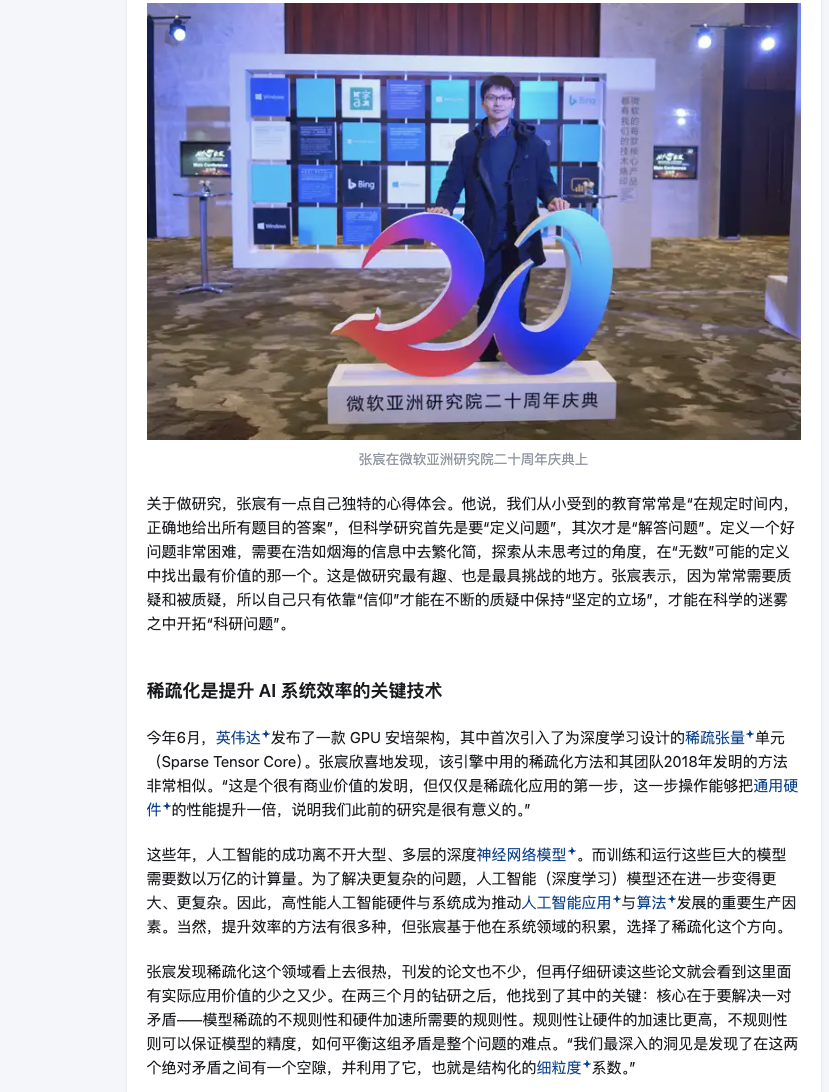 Windows
Bing
微软的每款核心产品
都有我们的技术烙印
Main Conference
Bing
Windows
微软亚洲研究院二十周年庆典
张宸在微软亚洲研究院二十周年庆典上
关于做研究，张宸有一点自己独特的心得体会。他说，我们从小受到的教育常常是“在规定时间内，
正确地给出所有题目的答案”，但科学研究首先是要“定义问题”，其次才是“解答问题”。定义一个好
问题非常困难，需要在浩如烟海的信息中去繁化简，探索从未思考过的角度，在“无数”可能的定义
中找出最有价值的那一个。这是做研究最有趣、也是最具挑战的地方。张宸表示，因为常常需要质
疑和被质疑，所以自己只有依靠“信仰”才能在不断的质疑中保持“坚定的立场”，才能在科学的迷雾
之中开拓“科研问题”。
稀疏化是提升 AI 系统效率的关键技术
今年6月，英伟达发布了一款 GPU 安培架构，其中首次引入了为深度学习设计的稀疏张量单元
（Sparse Tensor Core）。张宸欣喜地发现，该引擎中用的稀疏化方法和其团队2018年发明的方法
非常相似。“这是个很有商业价值的发明，但仅仅是稀疏化应用的第一步，这一步操作能够把通用硬
件的性能提升一倍，说明我们此前的研究是很有意义的。”
这些年，人工智能的成功离不开大型、多层的深度神经网络模型。而训练和运行这些巨大的模型
需要数以万亿的计算量。为了解决更复杂的问题，人工智能（深度学习）模型还在进一步变得更
大、更复杂。因此，高性能人工智能硬件与系统成为推动人工智能应用与算法发展的重要生产因
素。当然，提升效率的方法有很多种，但张宸基于他在系统领域的积累，选择了稀疏化这个方向。
张宸发现稀疏化这个领域看上去很热，刊发的论文也不少，但再仔细研读这些论文就会看到这里面
有实际应用价值的少之又少。在两三个月的钻研之后，他找到了其中的关键：核心在于要解决一对
矛盾——模型稀疏的不规则性和硬件加速所需要的规则性。规则性让硬件的加速比更高，不规则性
则可以保证模型的精度，如何平衡这组矛盾是整个问题的难点。“我们最深入的洞见是发现了在这两
个绝对矛盾之间有一个空隙，并利用了它，也就是结构化的细粒度系数。”